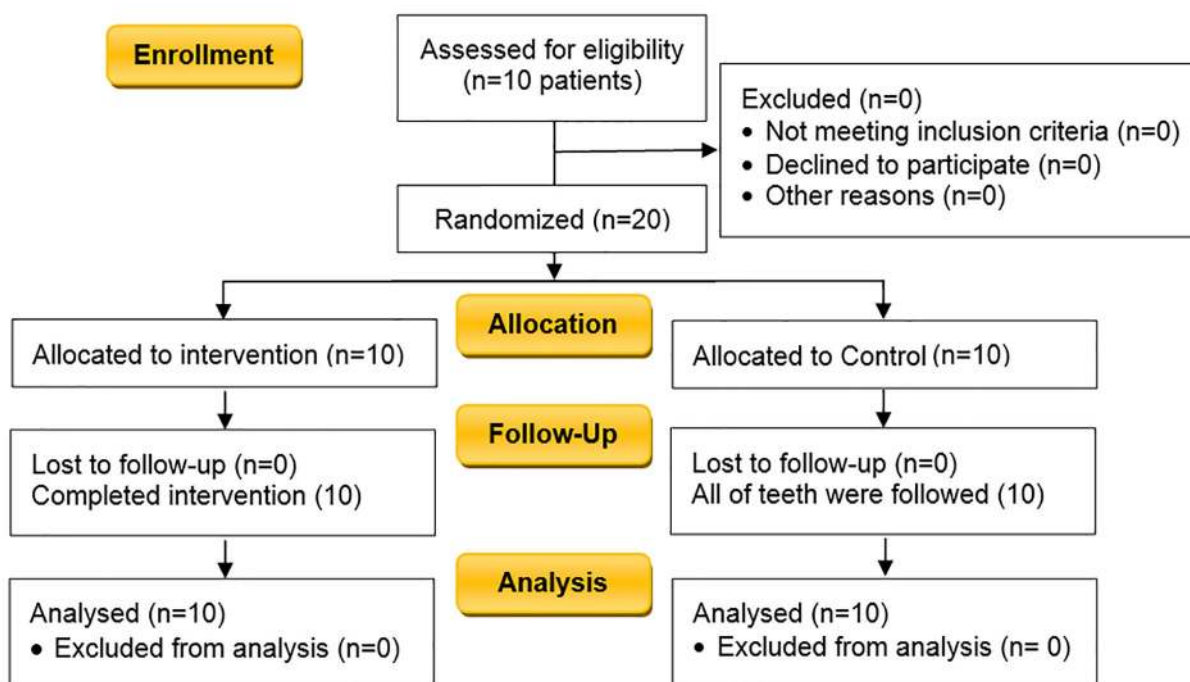 Enrollment
Assessed for eligibility
(n=10 patients)
Excluded (n=0)
• Not meeting inclusion criteria (n=0)
• Declined to participate (n=0)
• Other reasons (n=0)
Randomized (n=20)
Allocation
Allocated to intervention (n=10)
Allocated to Control (n=10)
Follow-Up
Lost to follow-up (n=0)
Completed intervention (10)
Lost to follow-up (n=0)
All of teeth were followed (10)
Analysis
Analysed (n=10)
• Excluded from analysis (n=0)
Analysed (n=10)
• Excluded from analysis (n= 0)